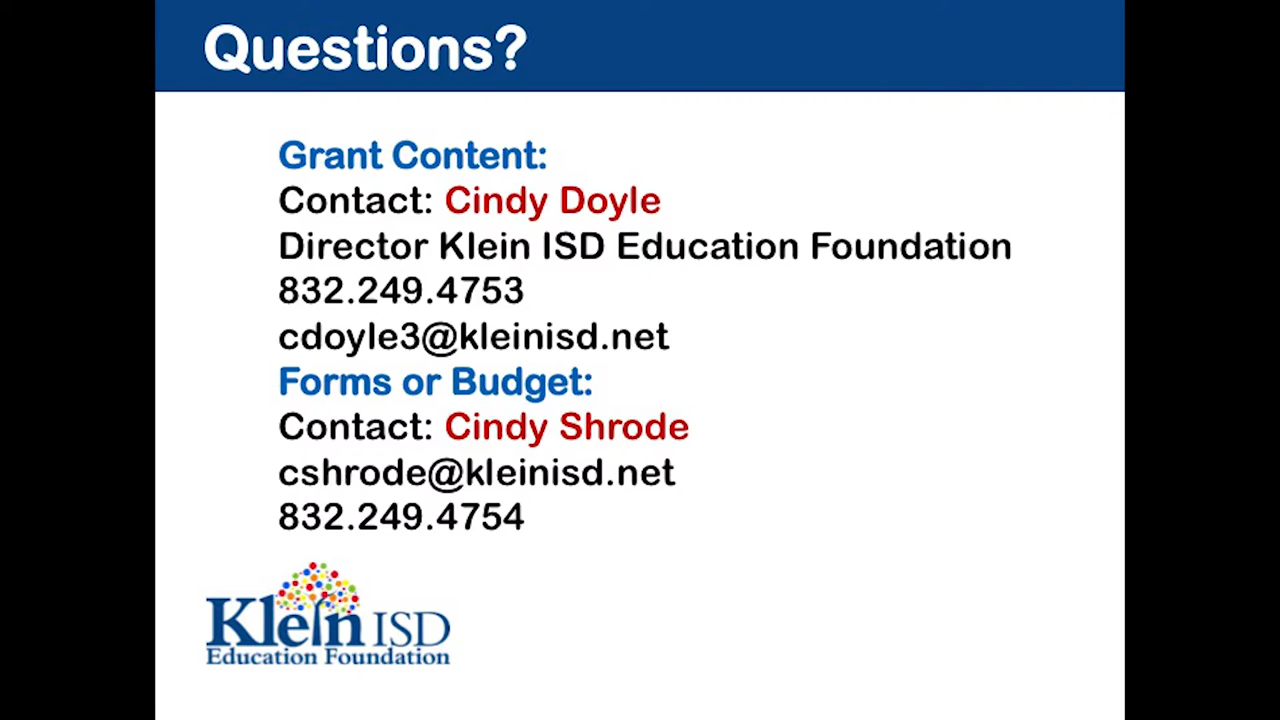 Questions?
Grant Content:
Contact: Cindy Doyle
Director Klein ISD Education Foundation
832.249.4753
cdoyle3@kleinisd.net
Forms or Budget:
Contact: Cindy Shrode
cshrode@kleinisd.net
832.249.4754
Klein ISD
Education Foundation